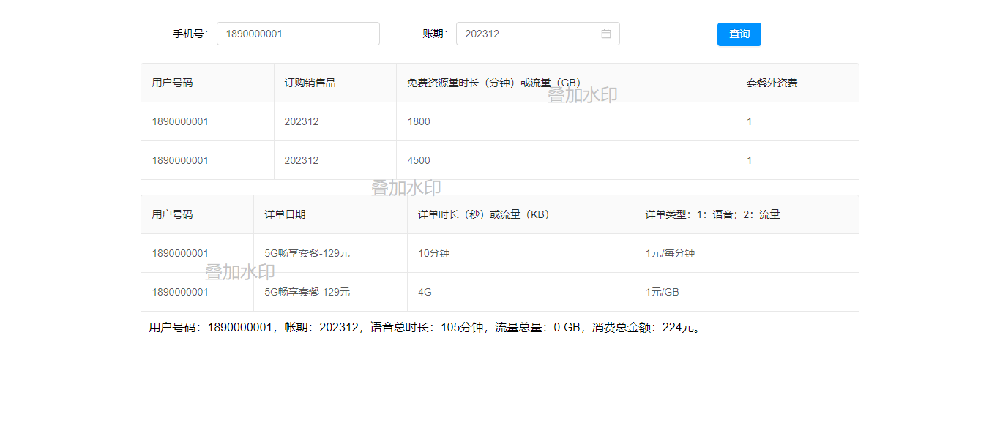 手机号: 1890000001 账期: 202312 查询
用户号码 订购销售品 免费资源量时长（分钟）或流量（GB） 套餐外资费
叠加水印
1890000001 202312 1800 1
1890000001 202312 4500 1
叠加水印
用户号码 详单日期 详单时长（秒）或流量（KB） 详单类型：1：语音；2：流量
1890000001 5G畅享套餐-129元 10分钟 1元/每分钟
叠加水印
1890000001 5G畅享套餐-129元 4G 1元/GB
用户号码：1890000001，帐期：202312，语音总时长：105分钟，流量总量：0 GB，消费总金额：224元。